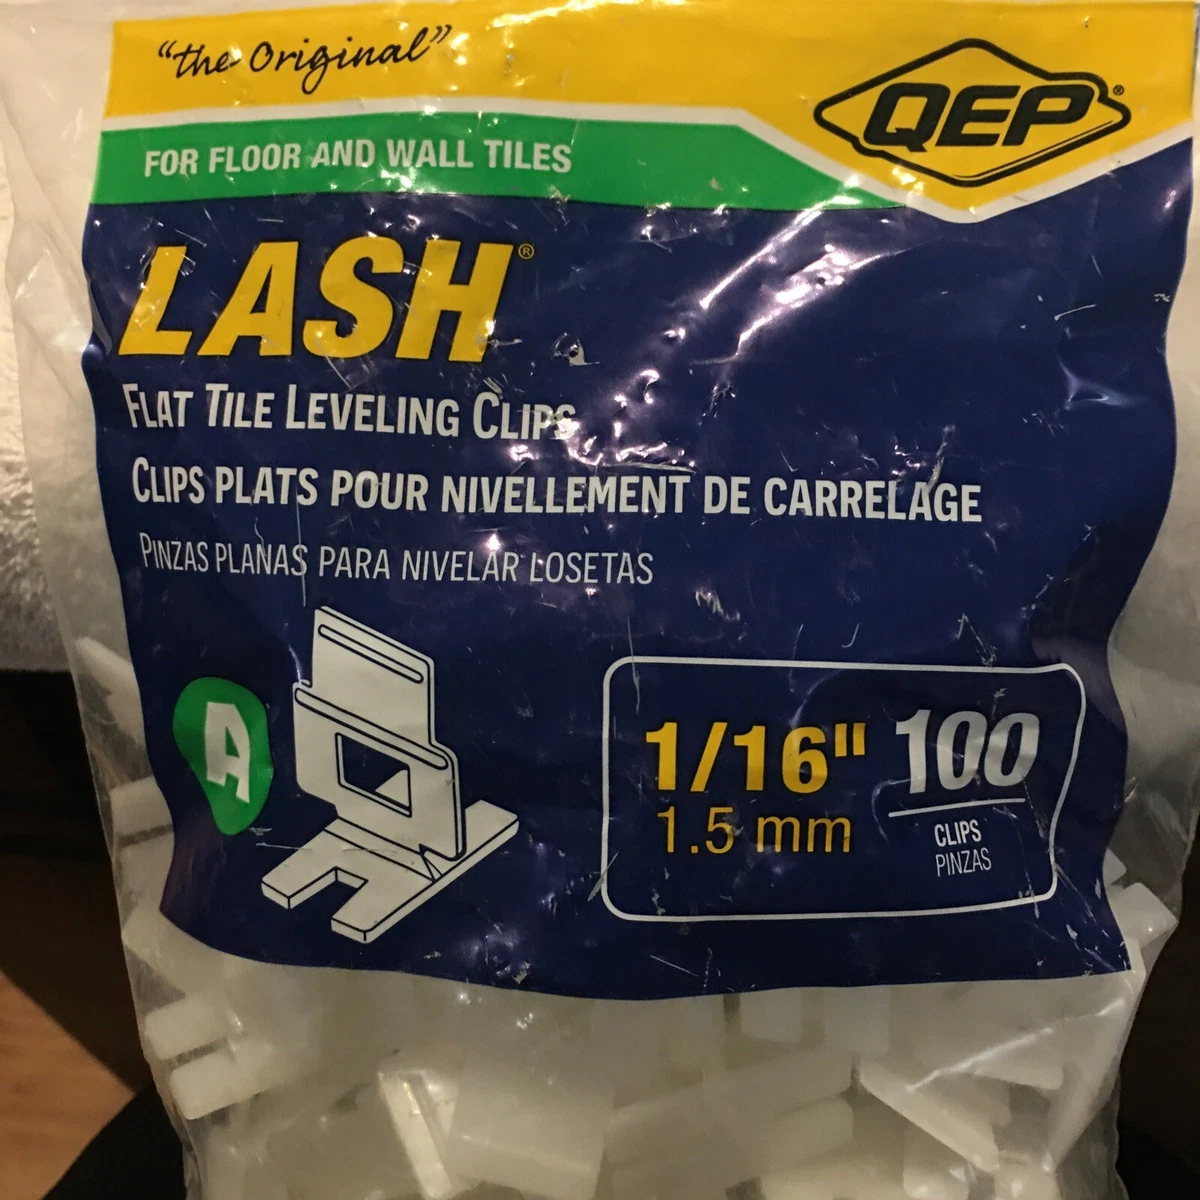 "the Original"
QEP®
FOR FLOOR AND WALL TILES
LASH®
FLAT TILE LEVELING CLIPS
CLIPS PLATS POUR NIVELLEMENT DE CARRELAGE
PINZAS PLANAS PARA NIVELAR LOSETAS
A
1/16" 100
1.5 mm
CLIPS
PINZAS